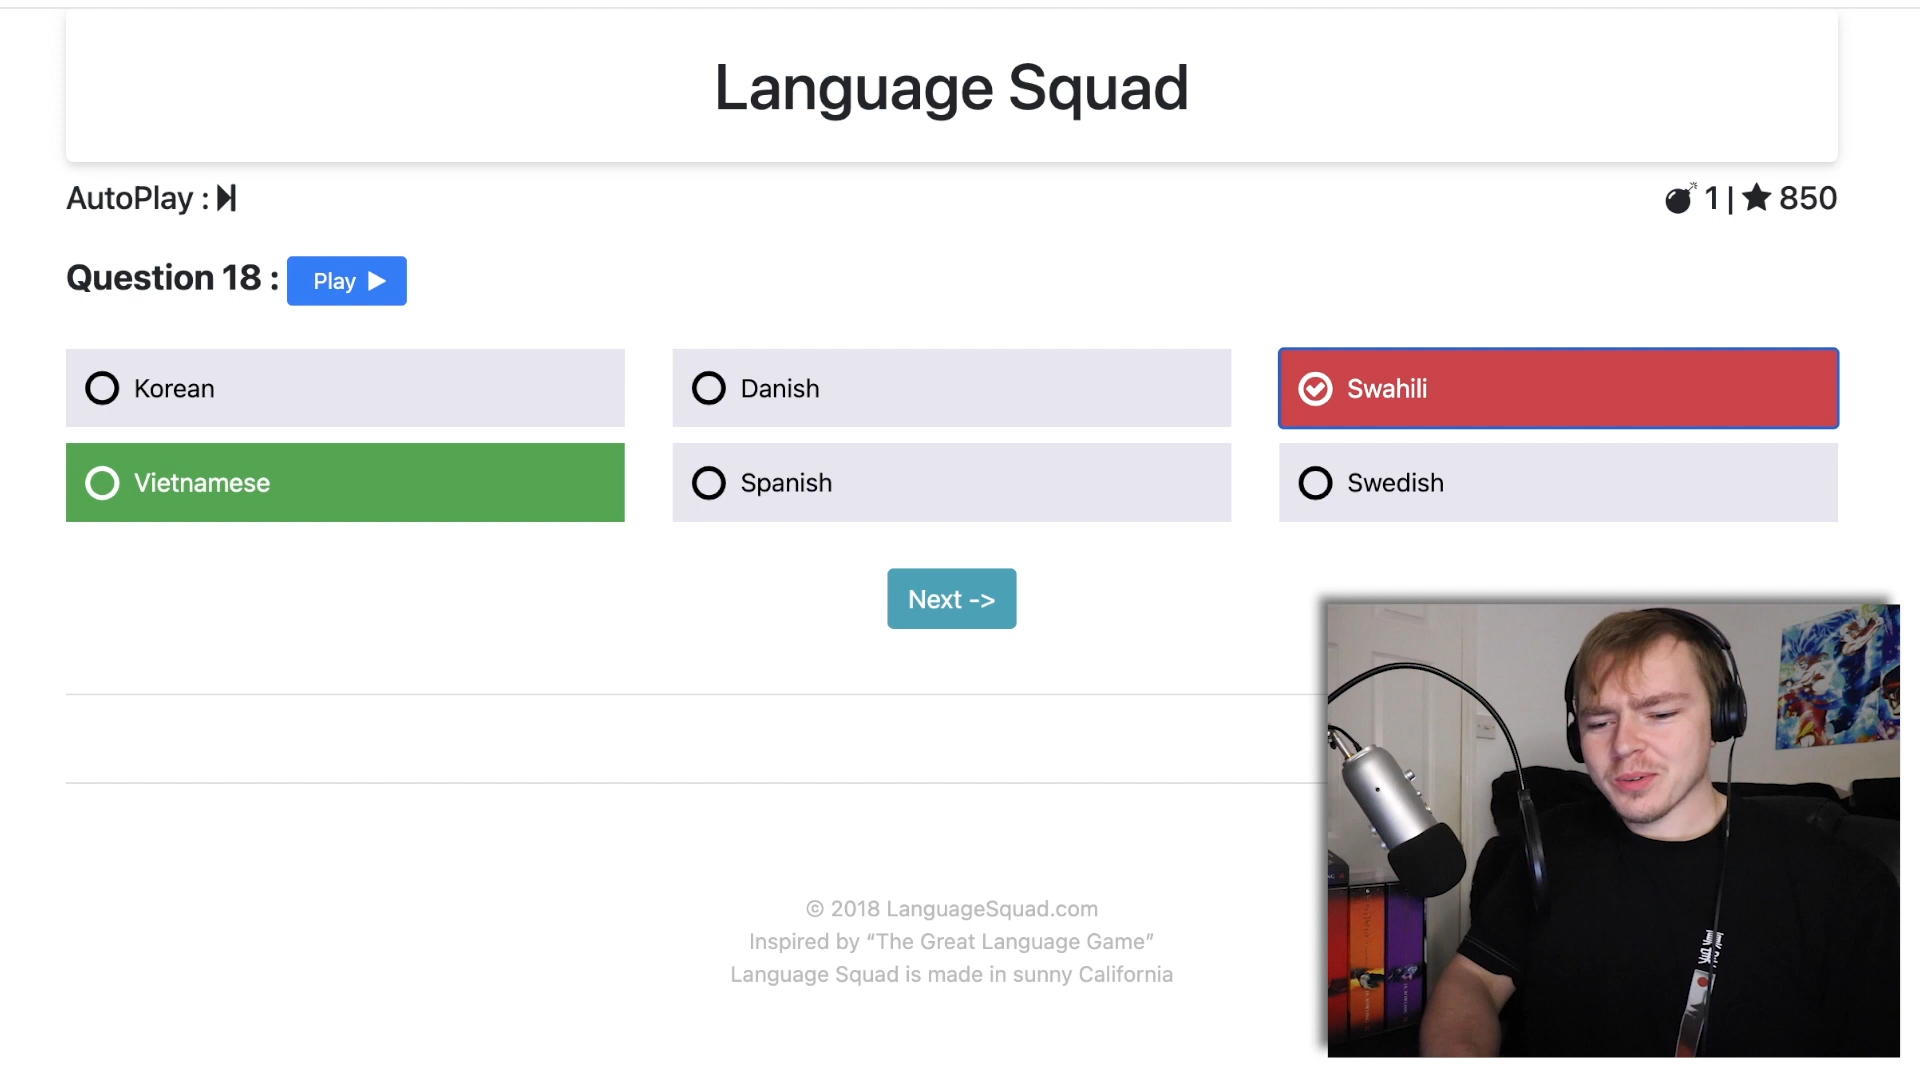 Language Squad
AutoPlay :
1 | 850
Question 18 : Play
Korean
Danish
Swahili
Vietnamese
Spanish
Swedish
Next ->
© 2018 LanguageSquad.com
Inspired by “The Great Language Game”
Language Squad is made in sunny California